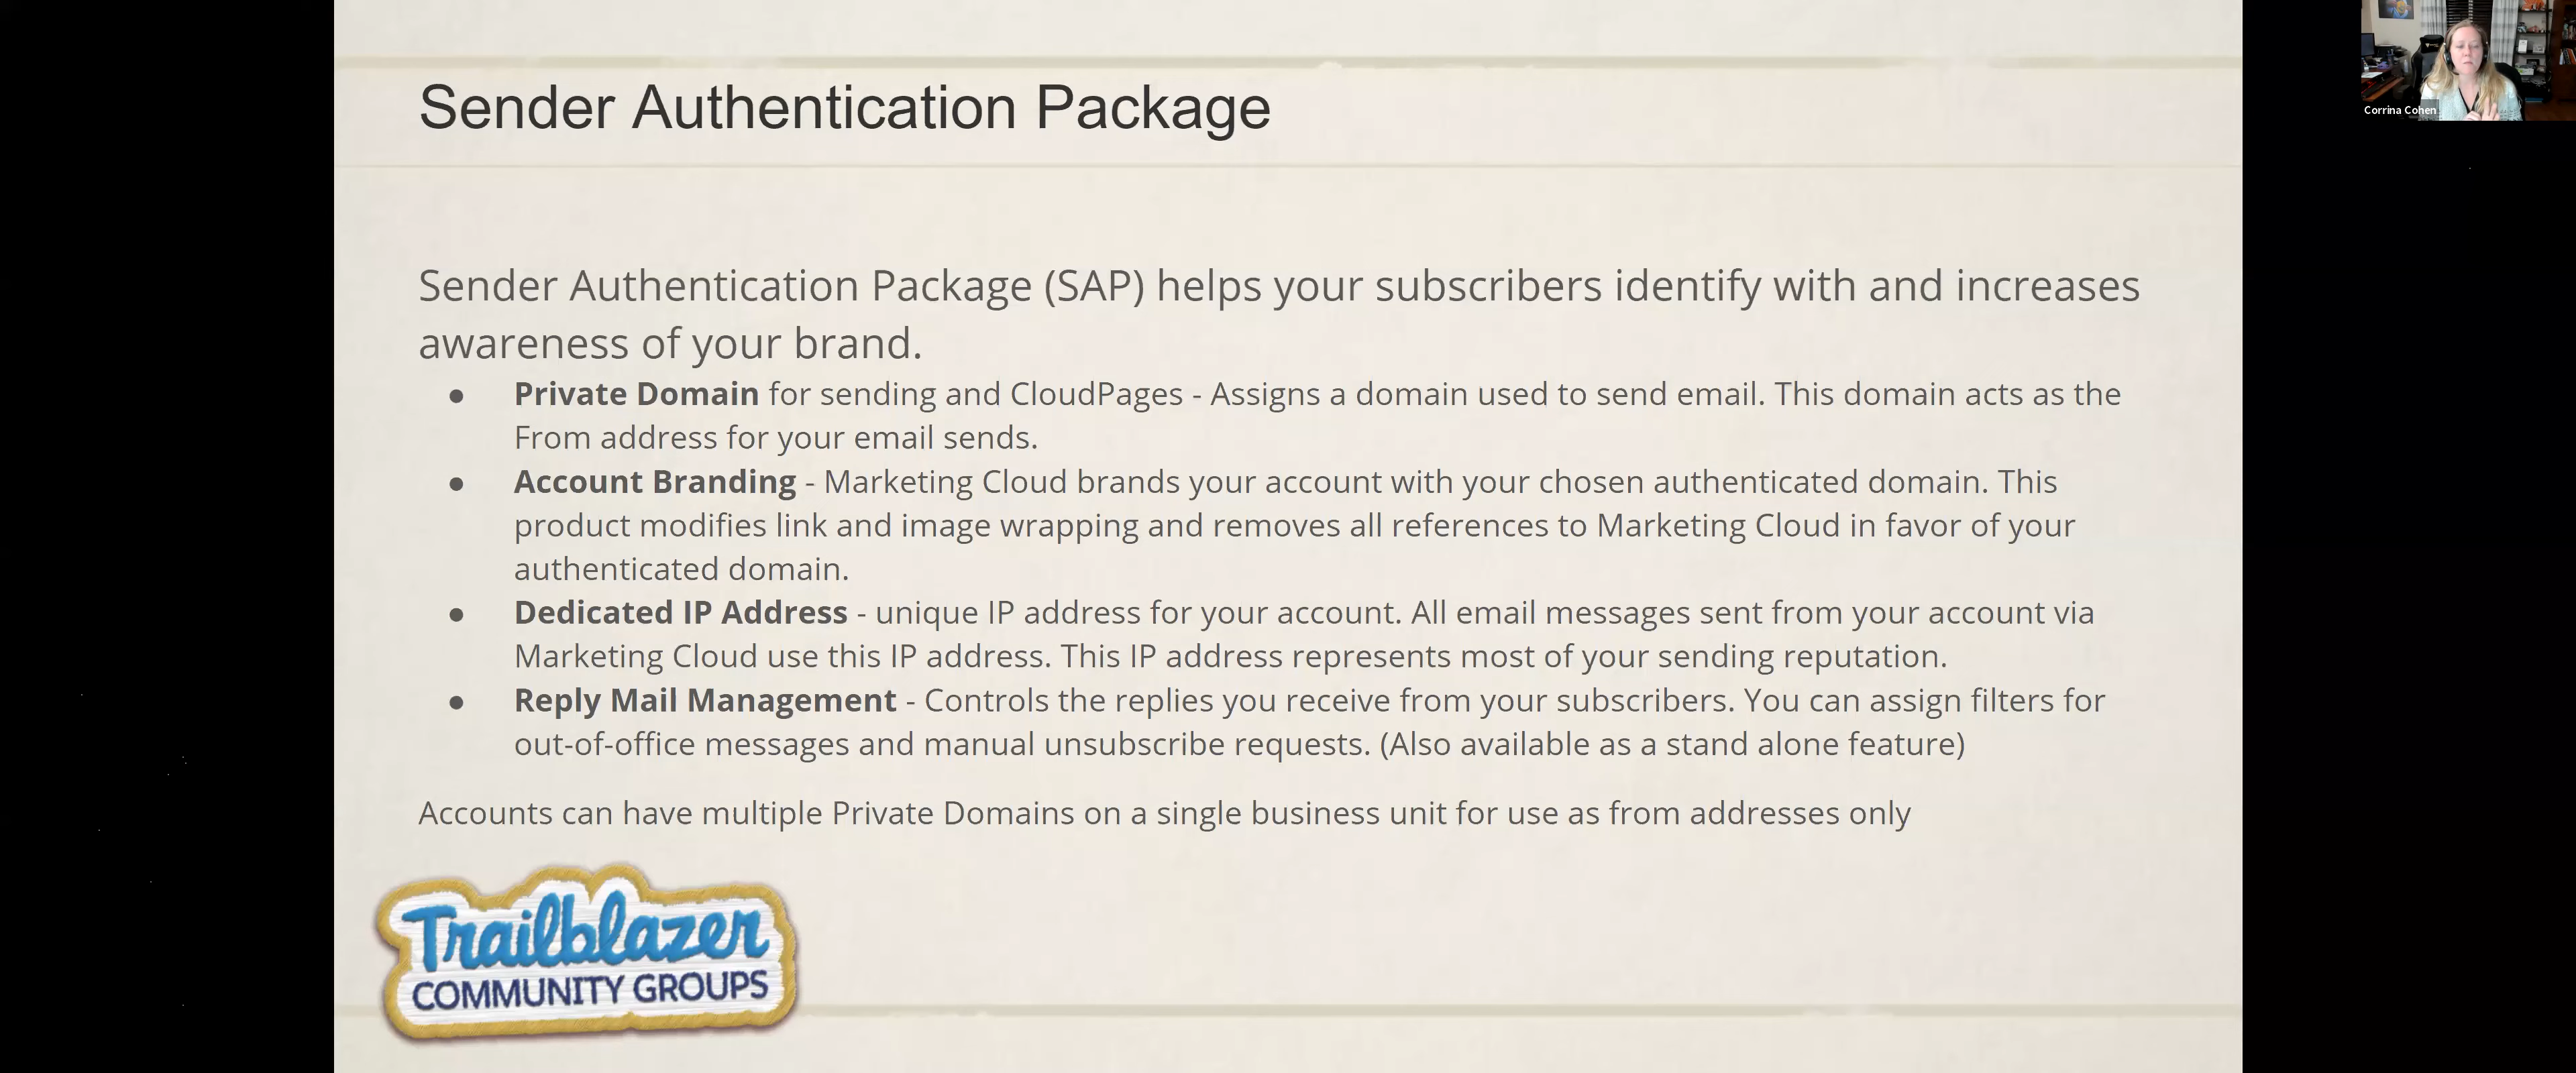 Sender Authentication Package
Corrina Cohen
Sender Authentication Package (SAP) helps your subscribers identify with and increases
awareness of your brand.
● Private Domain for sending and CloudPages - Assigns a domain used to send email. This domain acts as the
From address for your email sends.
● Account Branding - Marketing Cloud brands your account with your chosen authenticated domain. This
product modifies link and image wrapping and removes all references to Marketing Cloud in favor of your
authenticated domain.
● Dedicated IP Address - unique IP address for your account. All email messages sent from your account via
Marketing Cloud use this IP address. This IP address represents most of your sending reputation.
● Reply Mail Management - Controls the replies you receive from your subscribers. You can assign filters for
out-of-office messages and manual unsubscribe requests. (Also available as a stand alone feature)
Accounts can have multiple Private Domains on a single business unit for use as from addresses only
Trailblazer
COMMUNITY GROUPS